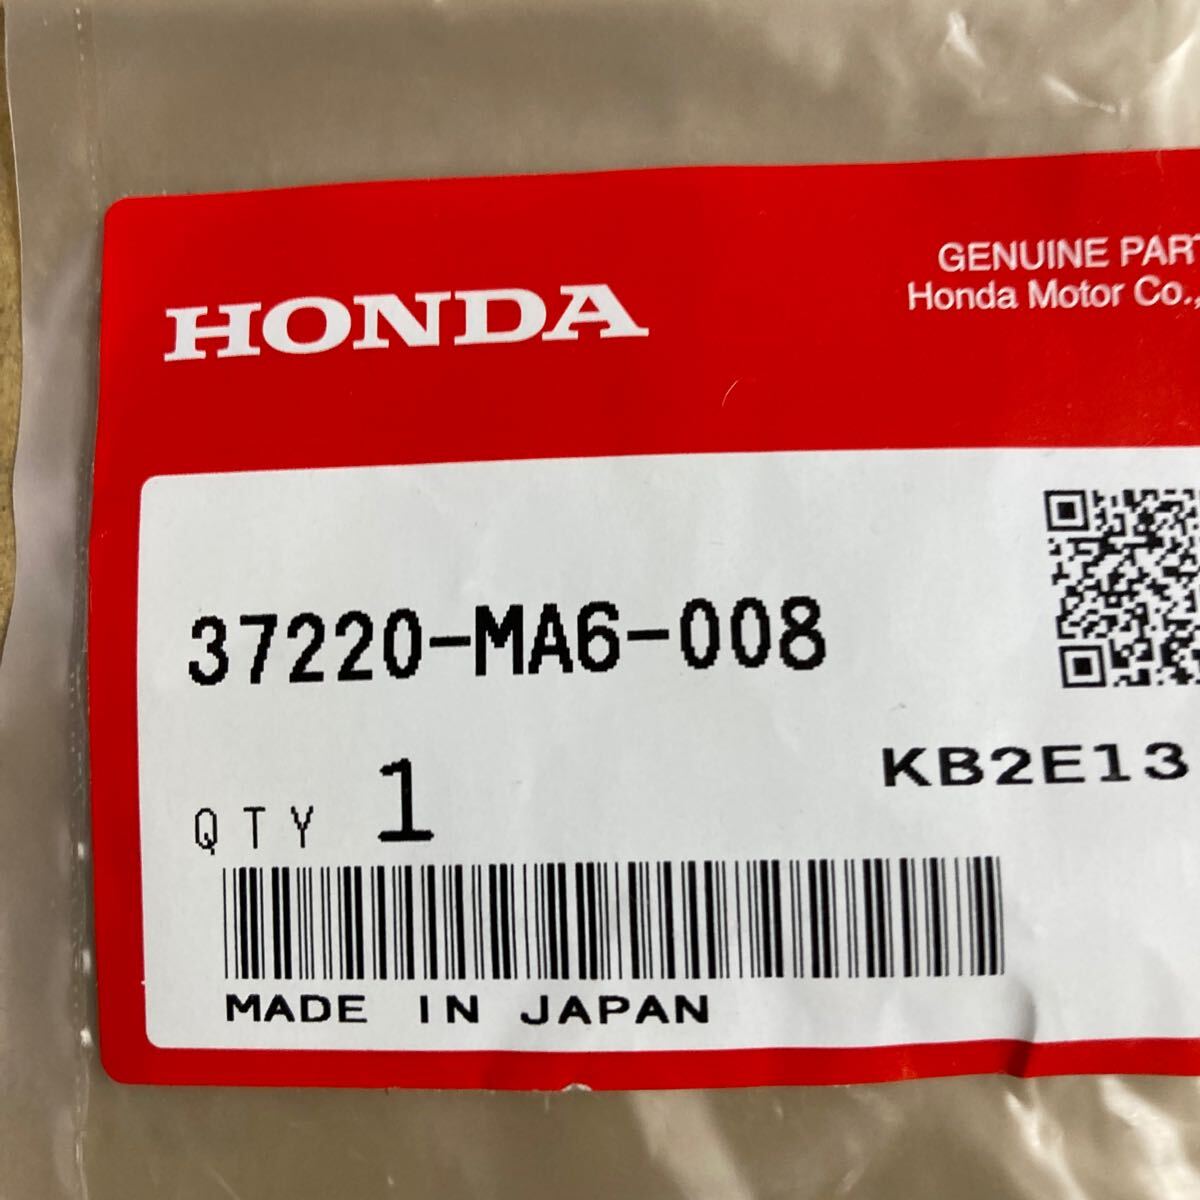 GENUINE PART
Honda Motor Co.,
HONDA
37220-MA6-008
KB2E13
QTY 1
MADE IN JAPAN